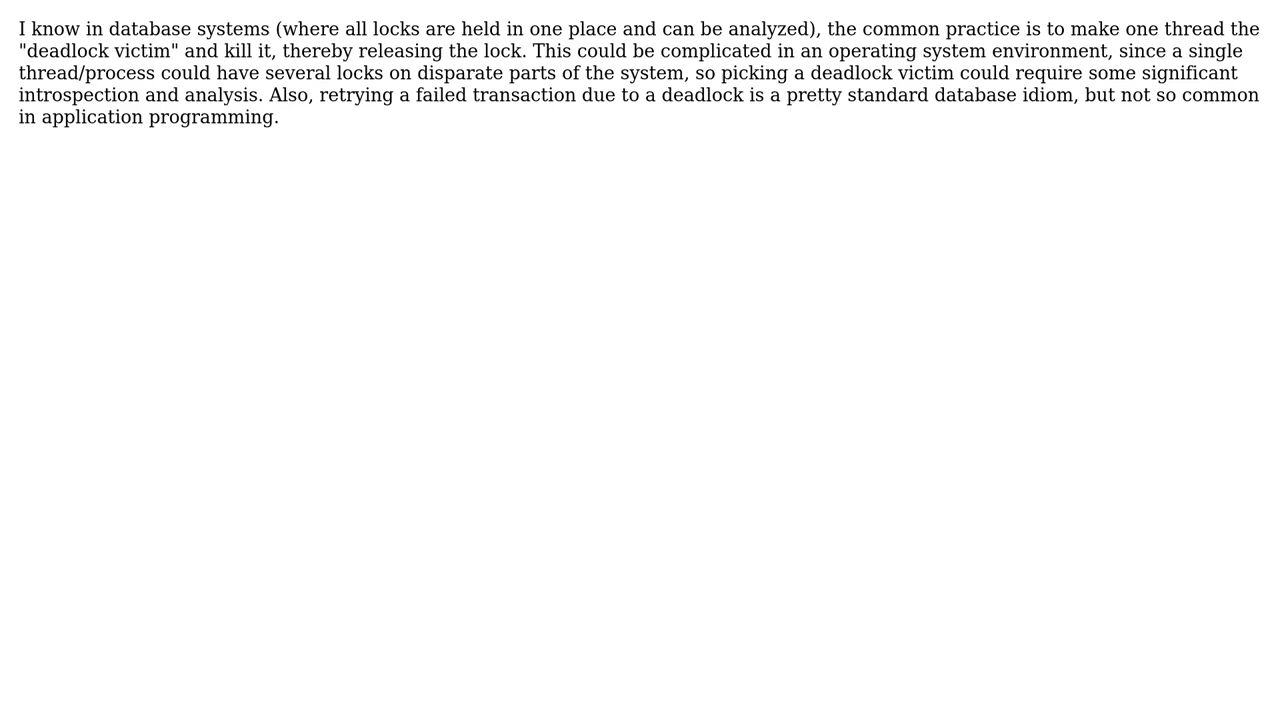 I know in database systems (where all locks are held in one place and can be analyzed), the common practice is to make one thread the
"deadlock victim" and kill it, thereby releasing the lock. This could be complicated in an operating system environment, since a single
thread/process could have several locks on disparate parts of the system, so picking a deadlock victim could require some significant
introspection and analysis. Also, retrying a failed transaction due to a deadlock is a pretty standard database idiom, but not so common
in application programming.